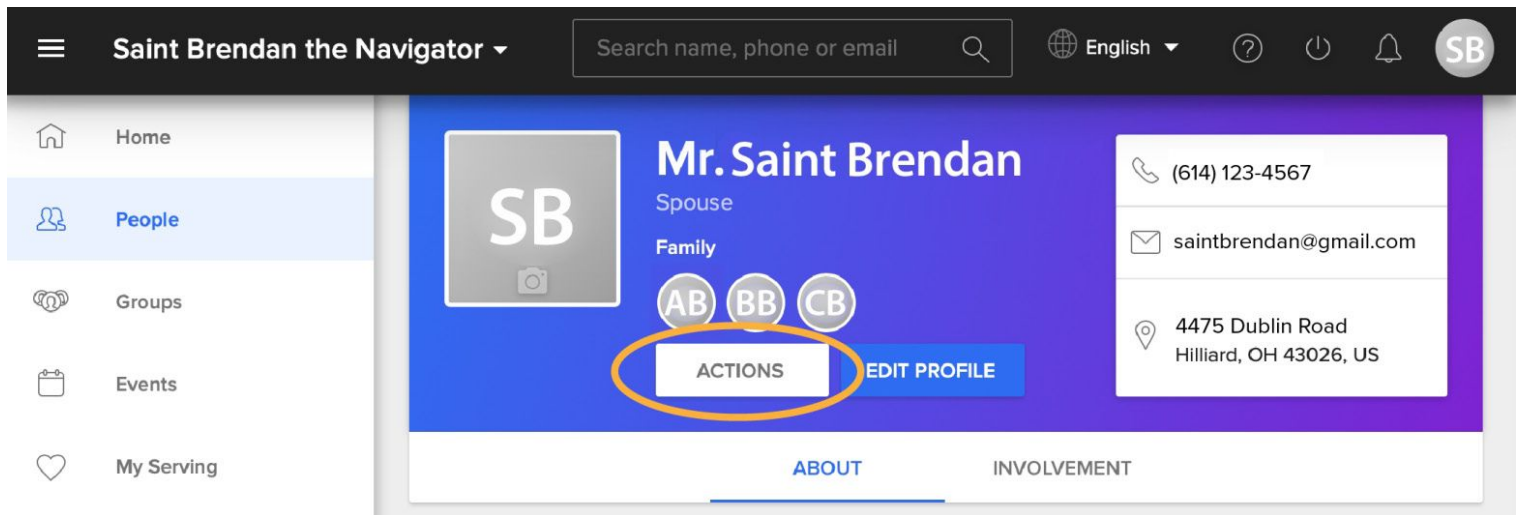 Saint Brendan the Navigator
Search name, phone or email
English
?
SB
Home
People
Groups
Events
My Serving
SB
Mr. Saint Brendan
Spouse
Family
AB BB CB
ACTIONS
EDIT PROFILE
(614) 123-4567
saintbrendan@gmail.com
4475 Dublin Road
Hilliard, OH 43026, US
ABOUT
INVOLVEMENT